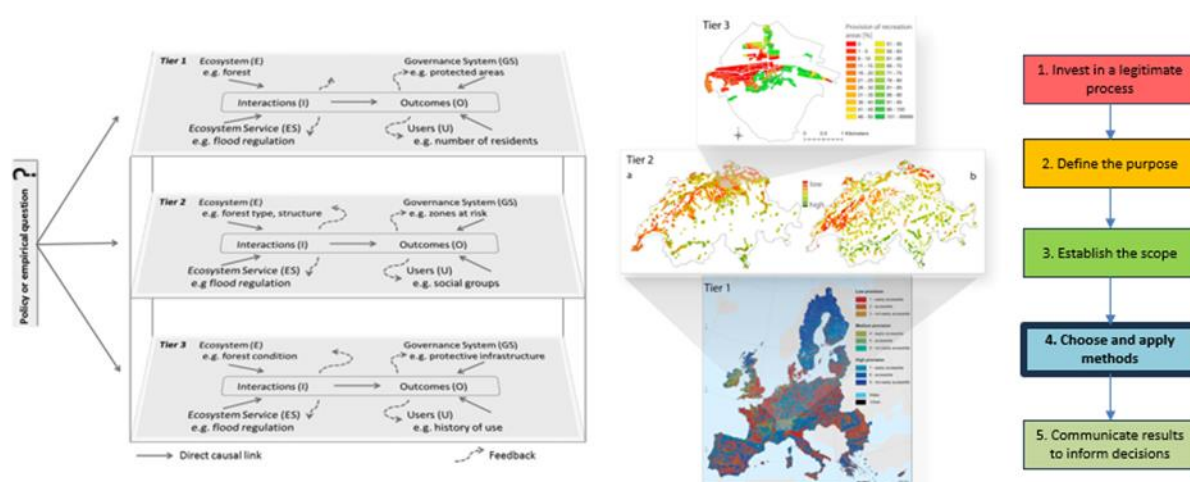 Policy or empirical question
?
Tier 1
Ecosystem (E)
e.g. forest
Governance System (GS)
e.g. protected areas
Interactions (I)
Outcomes (O)
Ecosystem Service (ES)
e.g. flood regulation
Users (U)
e.g. number of residents
Tier 2
Ecosystem (E)
e.g. forest type, structure
Governance System (GS)
e.g. zones at risk
Interactions (I)
Outcomes (O)
Ecosystem Service (ES)
e.g flood regulation
Users (U)
e.g. social groups
Tier 3
Ecosystem (E)
e.g. forest condition
Governance System (GS)
e.g. protective infrastructure
Interactions (I)
Outcomes (O)
Ecosystem Service (ES)
e.g. flood regulation
Users (U)
e.g. history of use
Direct causal link
Feedback
Tier 3
Provision of recreation
areas [%]
Kilometers
Tier 2
a
low
high
b
Tier 1
Low provision
Medium provision
High provision
1. Invest in a legitimate
process
2. Define the purpose
3. Establish the scope
4. Choose and apply
methods
5. Communicate results
to inform decisions